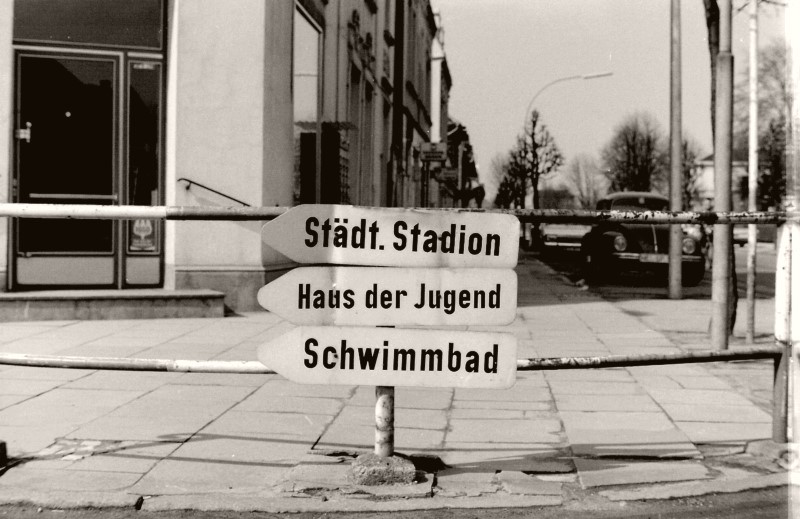 Städt. Stadion
Haus der Jugend
Schwimmbad